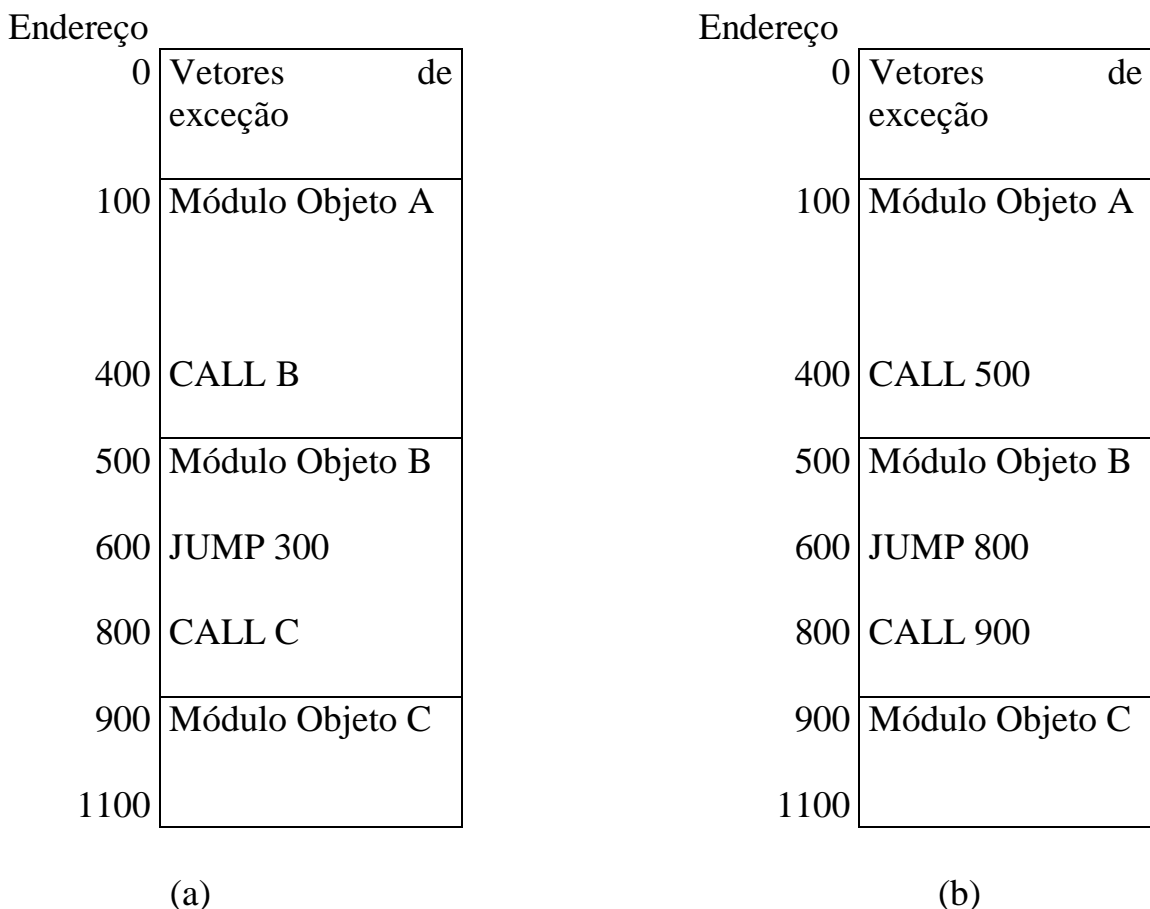 Endereço
0 Vetores de
exceção
100 Módulo Objeto A
400 CALL B
500 Módulo Objeto B
600 JUMP 300
800 CALL C
900 Módulo Objeto C
1100
(a)
Endereço
0 Vetores de
exceção
100 Módulo Objeto A
400 CALL 500
500 Módulo Objeto B
600 JUMP 800
800 CALL 900
900 Módulo Objeto C
1100
(b)